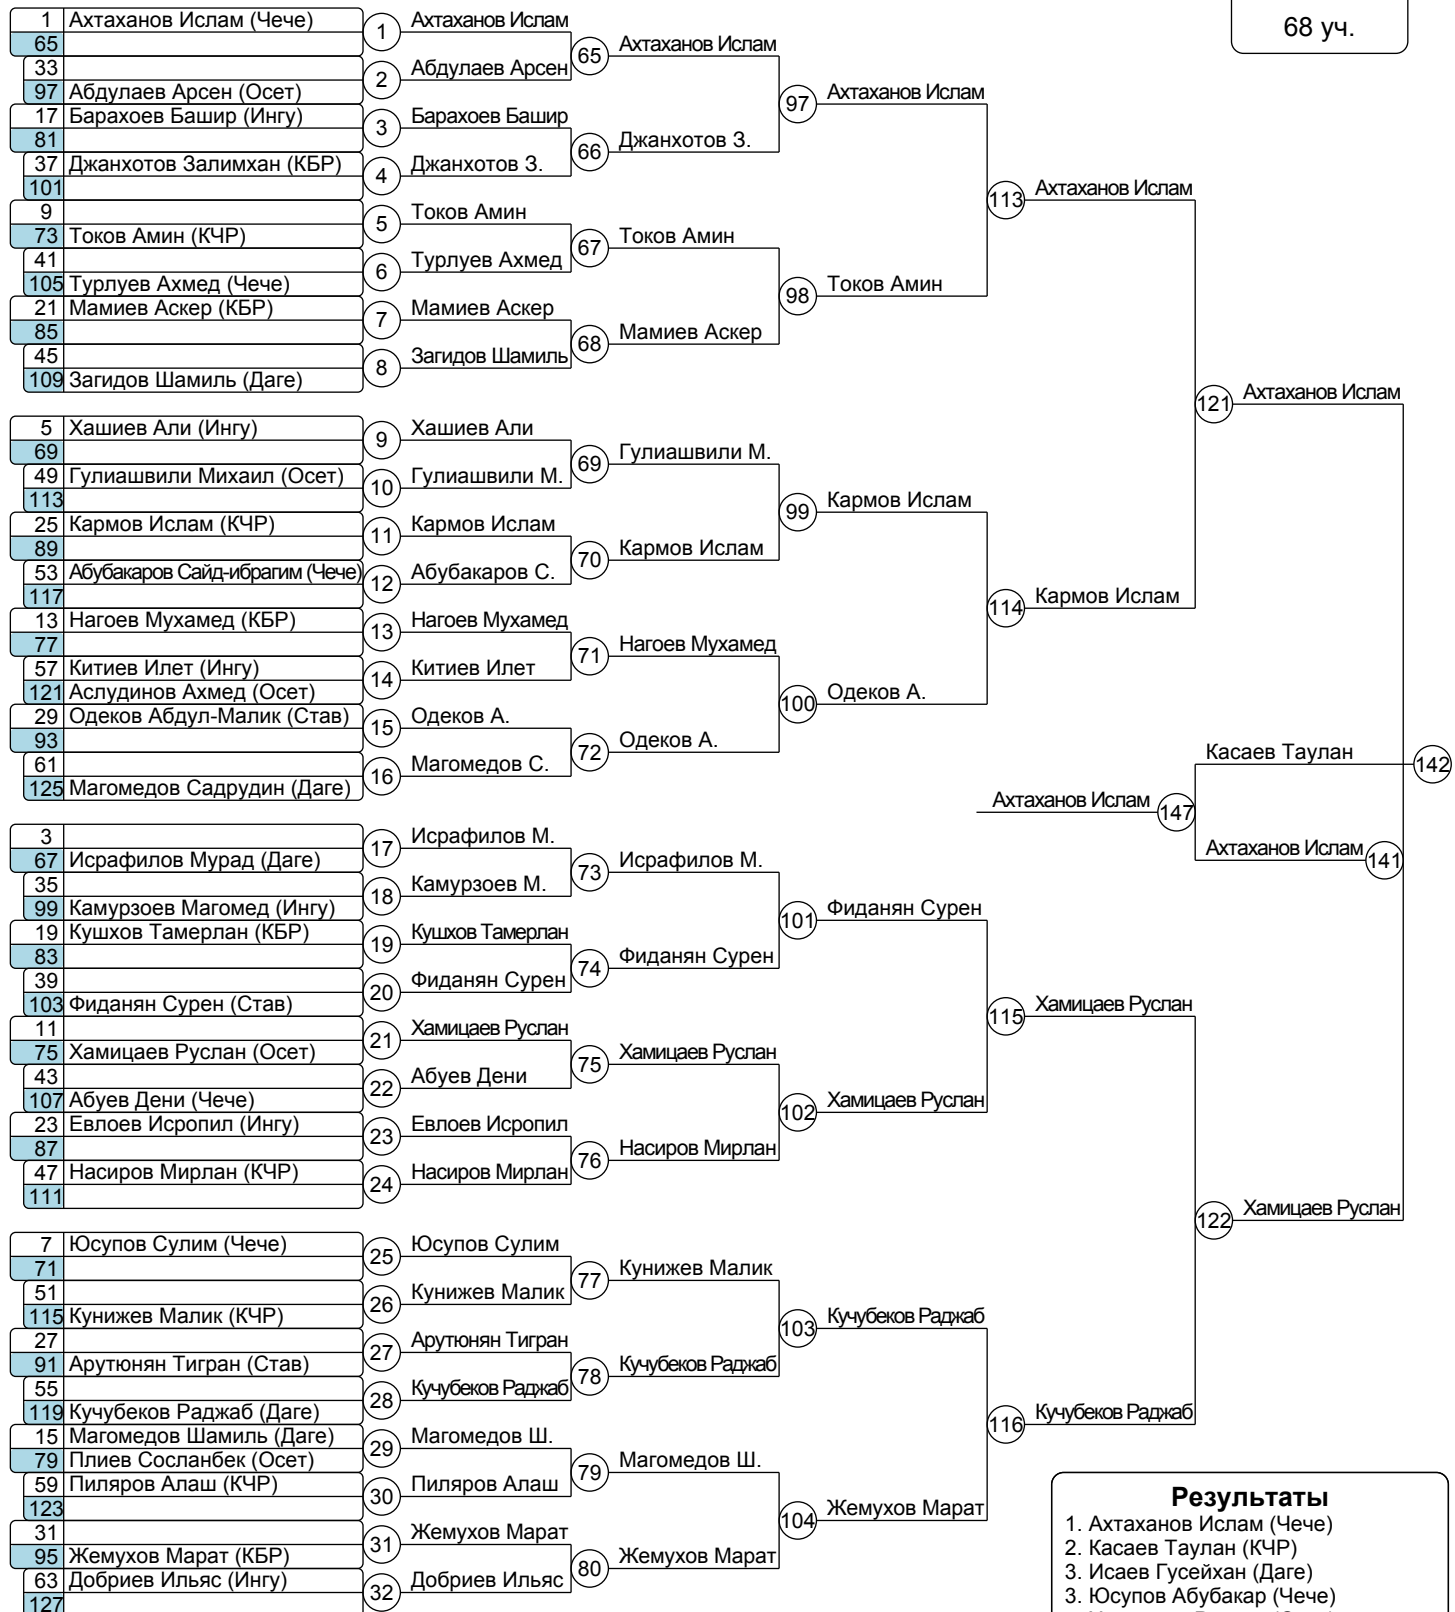 68 уч.
1 Ахтаханов Ислам (Чече)
65
33
97 Абдулаев Арсен (Осет)
17 Барахоев Башир (Ингу)
81
37 Джанхотов Залимхан (КБР)
101
9
73 Токов Амин (КЧР)
41
105 Турлуев Ахмед (Чече)
21 Мамиев Аскер (КБР)
85
45
109 Загидов Шамиль (Даге)
5 Хашиев Али (Ингу)
69
49 Гулиашвили Михаил (Осет)
113
25 Кармов Ислам (КЧР)
89
53 Абубакаров Сайд-ибрагим (Чече)
117
13 Нагоев Мухамед (КБР)
77
57 Китиев Илет (Ингу)
121 Аслудинов Ахмед (Осет)
29 Одеков Абдул-Малик (Став)
93
61
125 Магомедов Садрудин (Даге)
3
67 Исрафилов Мурад (Даге)
35
99 Камурзоев Магомед (Ингу)
19 Кушхов Тамерлан (КБР)
83
39
103 Фиданян Сурен (Став)
11
75 Хамицаев Руслан (Осет)
43
107 Абуев Дени (Чече)
23 Евлоев Исропил (Ингу)
87
47 Насиров Мирлан (КЧР)
111
7 Юсупов Сулим (Чече)
71
51
115 Кунижев Малик (КЧР)
27
91 Арутюнян Тигран (Став)
55
119 Кучубеков Раджаб (Даге)
15 Магомедов Шамиль (Даге)
79 Плиев Сосланбек (Осет)
59 Пиляров Алаш (КЧР)
123
31
95 Жемухов Марат (КБР)
63 Добриев Ильяс (Ингу)
127
1 Ахтаханов Ислам
2 Абдулаев Арсен
3 Барахоев Башир
4 Джанхотов З.
5 Токов Амин
6 Турлуев Ахмед
7 Мамиев Аскер
8 Загидов Шамиль
9 Хашиев Али
10 Гулиашвили М.
11 Кармов Ислам
12 Абубакаров С.
13 Нагоев Мухамед
14 Китиев Илет
15 Одеков А.
16 Магомедов С.
17 Исрафилов М.
18 Камурзоев М.
19 Кушхов Тамерлан
20 Фиданян Сурен
21 Хамицаев Руслан
22 Абуев Дени
23 Евлоев Исропил
24 Насиров Мирлан
25 Юсупов Сулим
26 Кунижев Малик
27 Арутюнян Тигран
28 Кучубеков Раджаб
29 Магомедов Ш.
30 Пиляров Алаш
31 Жемухов Марат
32 Добриев Ильяс
65 Ахтаханов Ислам
66 Джанхотов З.
67 Токов Амин
68 Мамиев Аскер
69 Гулиашвили М.
70 Кармов Ислам
71 Нагоев Мухамед
72 Одеков А.
73 Исрафилов М.
74 Фиданян Сурен
75 Хамицаев Руслан
76 Насиров Мирлан
77 Кунижев Малик
78 Кучубеков Раджаб
79 Магомедов Ш.
80 Жемухов Марат
97 Ахтаханов Ислам
98 Токов Амин
99 Кармов Ислам
100 Одеков А.
101 Фиданян Сурен
102 Хамицаев Руслан
103 Кучубеков Раджаб
104 Жемухов Марат
113 Ахтаханов Ислам
114 Кармов Ислам
115 Хамицаев Руслан
116 Кучубеков Раджаб
121 Ахтаханов Ислам
122 Хамицаев Руслан
Касаев Таулан 142
Ахтаханов Ислам 147
Ахтаханов Ислам 141
Результаты
1. Ахтаханов Ислам (Чече)
2. Касаев Таулан (КЧР)
3. Исаев Гусейхан (Даге)
3. Юсупов Абубакар (Чече)